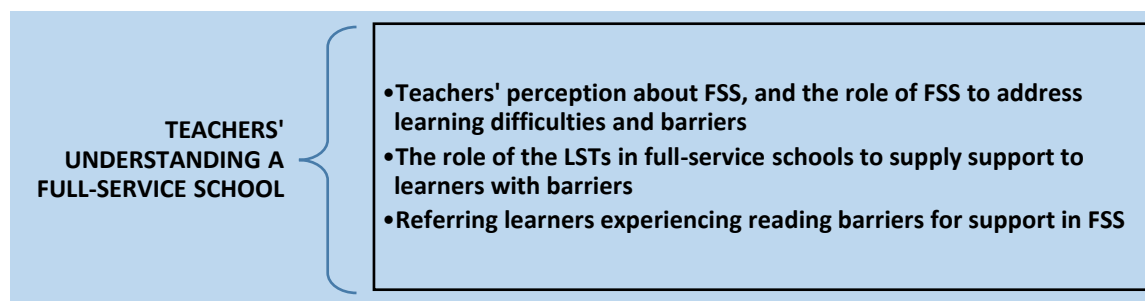 TEACHERS'
UNDERSTANDING A
FULL-SERVICE SCHOOL
•Teachers' perception about FSS, and the role of FSS to address
learning difficulties and barriers
•The role of the LSTs in full-service schools to supply support to
learners with barriers
•Referring learners experiencing reading barriers for support in FSS